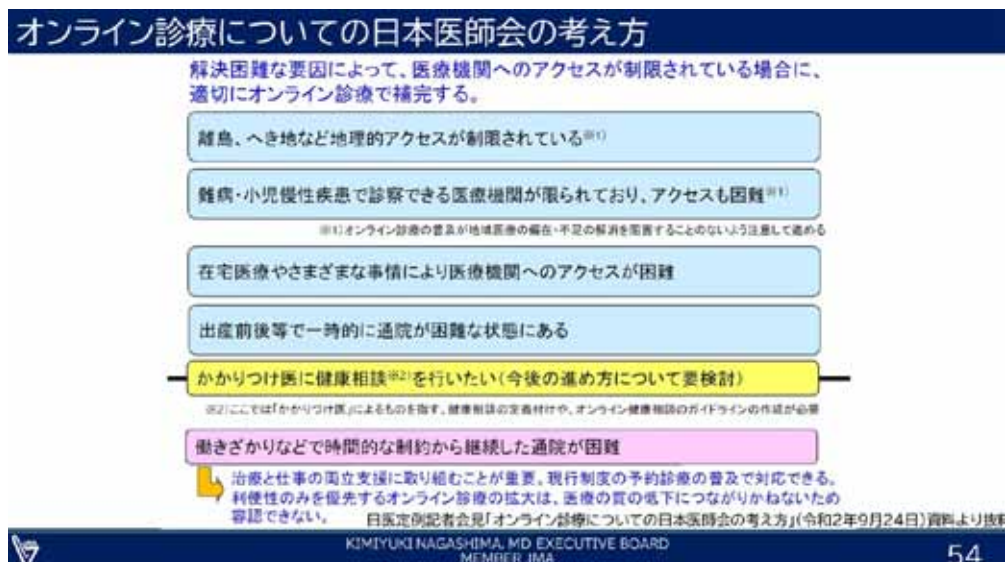 オンライン診療についての日本医師会の考え方
解決困難な要因によって、医療機関へのアクセスが制限されている場合に、
適切にオンライン診療で補完する。
離島、へき地など地理的アクセスが制限されている※1)
難病・小児慢性疾患で診察できる医療機関が限られており、アクセスも困難※1)
※1)オンライン診療の普及が地域医療の偏在・不足の解消を阻害することのないよう注意して進める
在宅医療やさまざまな事情により医療機関へのアクセスが困難
出産前後等で一時的に通院が困難な状態にある
かかりつけ医に健康相談※2)を行いたい(今後の進め方について要検討)
※2)ここでは「かかりつけ医」によるものを指す、健康相談の定義付けや、オンライン健康相談のガイドラインの作成が必要
働きざかりなどで時間的な制約から継続した通院が困難
治療と仕事の両立支援に取り組むことが重要、現行制度の予約診療の普及で対応できる。
利便性のみを優先するオンライン診療の拡大は、医療の質の低下につながりかねないため
容認できない。
日医定例記者会見「オンライン診療についての日本医師会の考え方」(令和2年9月24日)資料より抜粋
KIMIYUKI NAGASHIMA, MD EXECUTIVE BOARD
MEMBER JMA
54